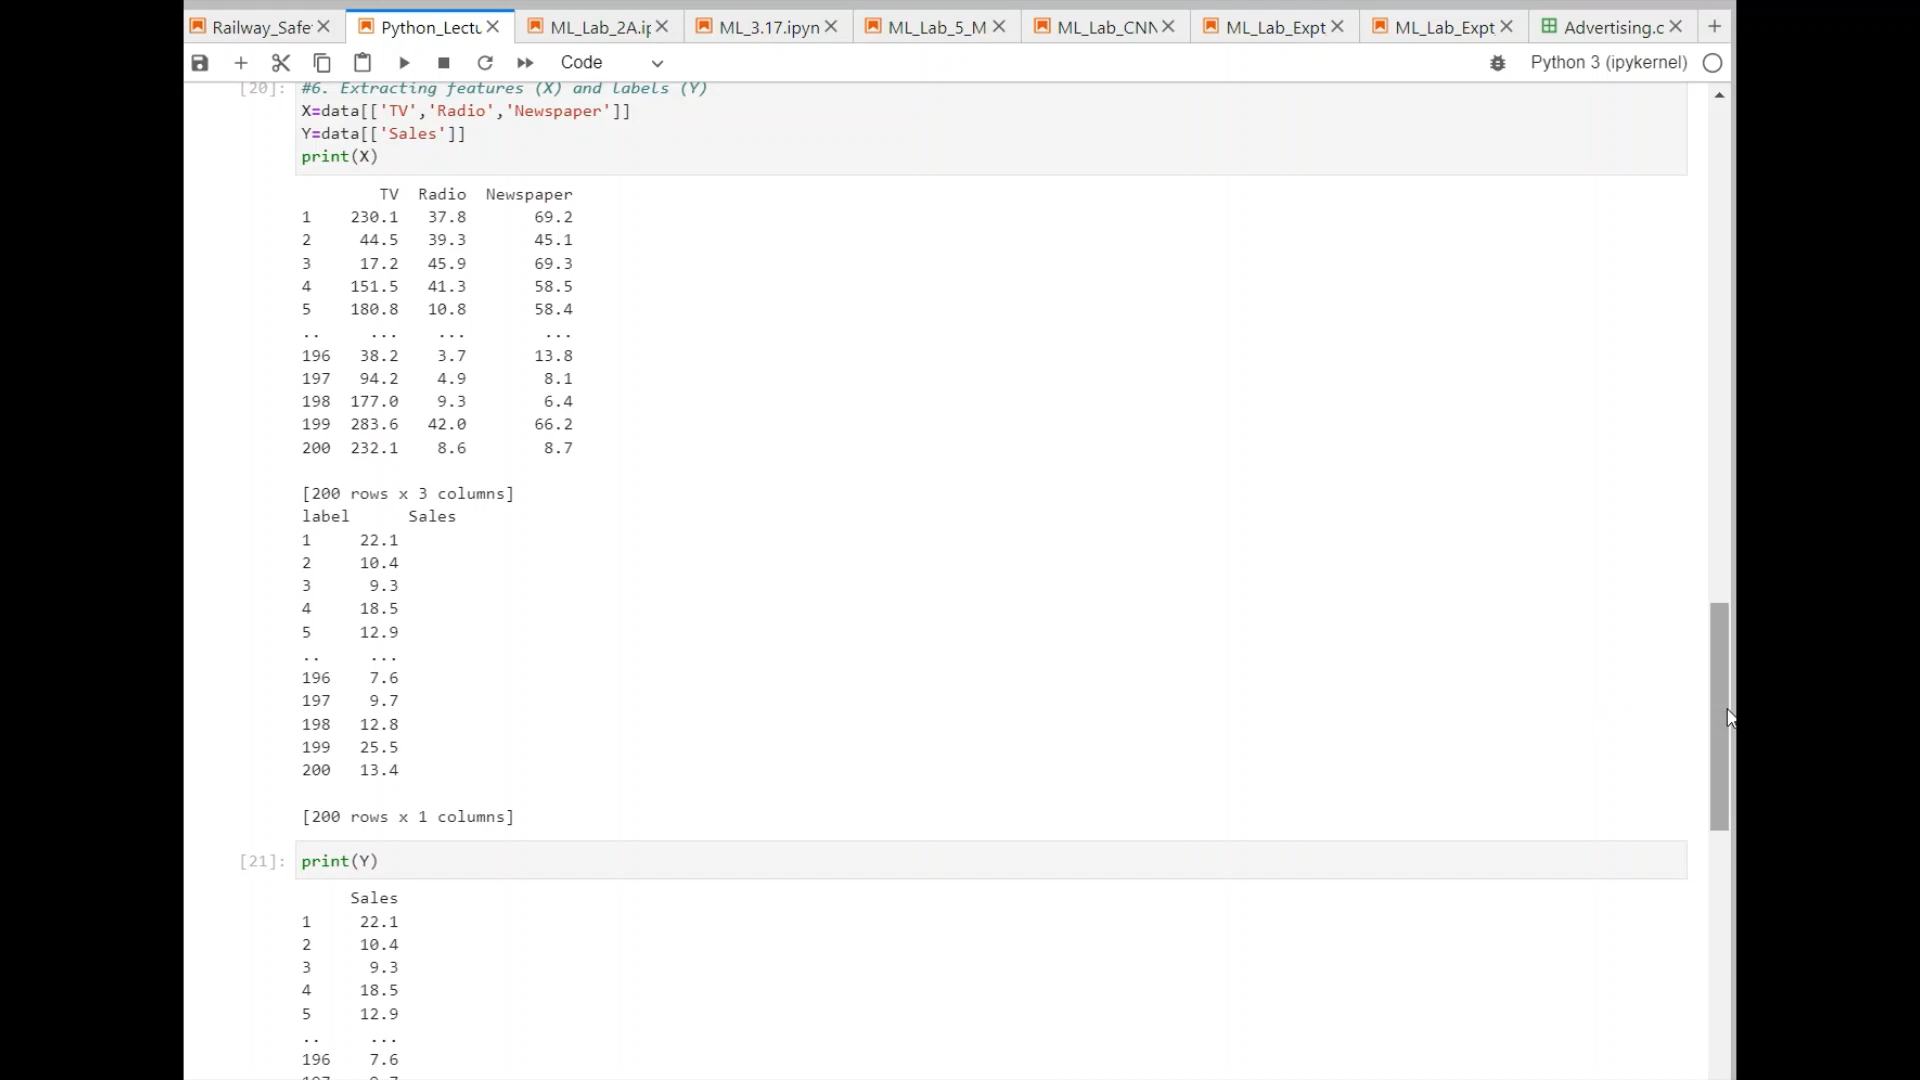 Railway_Safe Python_Lectu ML_Lab_2A.ip ML_3.17.ipyn ML_Lab_5_M ML_Lab_CNN ML_Lab_Expt ML_Lab_Expt Advertising.c
Code Python 3 (ipykernel)
[20]: #6. Extracting features (X) and labels (Y)
X=data[['TV','Radio','Newspaper']]
Y=data[['Sales']]
print(X)
TV Radio Newspaper
1 230.1 37.8 69.2
2 44.5 39.3 45.1
3 17.2 45.9 69.3
4 151.5 41.3 58.5
5 180.8 10.8 58.4
.. ... ... ...
196 38.2 3.7 13.8
197 94.2 4.9 8.1
198 177.0 9.3 6.4
199 283.6 42.0 66.2
200 232.1 8.6 8.7
[200 rows x 3 columns]
label Sales
1 22.1
2 10.4
3 9.3
4 18.5
5 12.9
.. ...
196 7.6
197 9.7
198 12.8
199 25.5
200 13.4
[200 rows x 1 columns]
[21]: print(Y)
Sales
1 22.1
2 10.4
3 9.3
4 18.5
5 12.9
.. ...
196 7.6